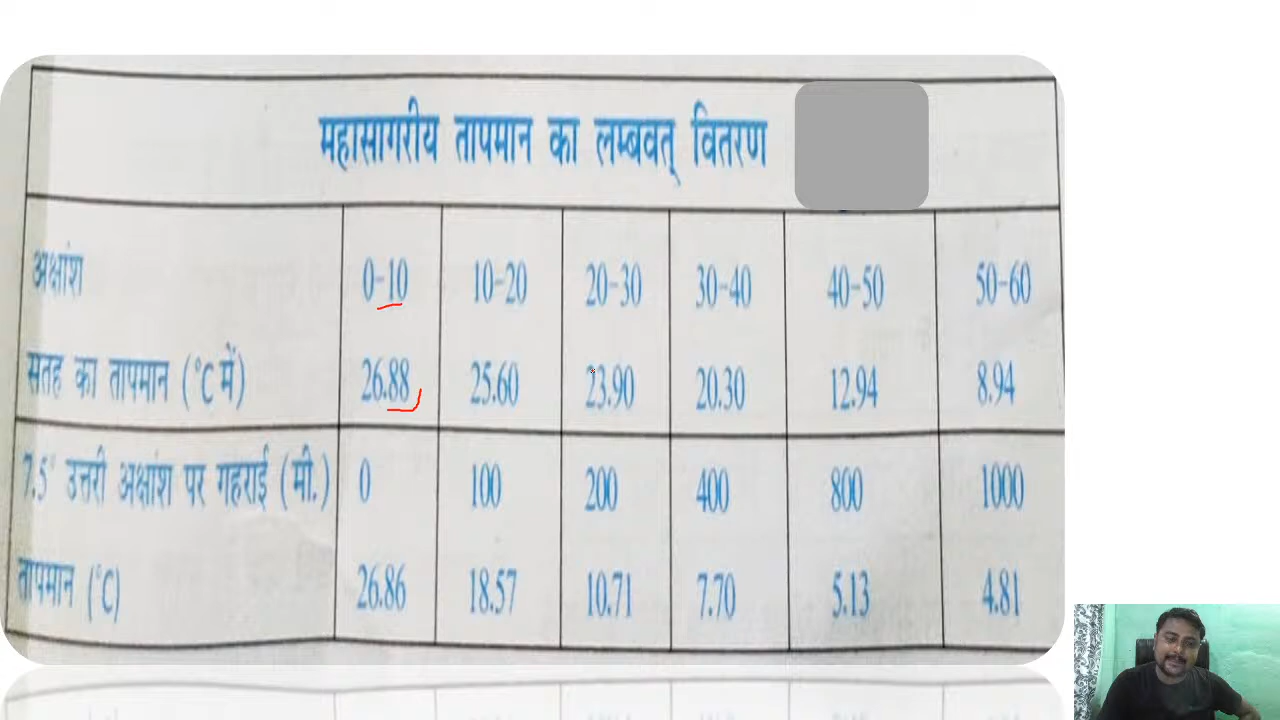 महासागरीय तापमान का लम्बवत् वितरण
अक्षांश 0-10 10-20 20-30 30-40 40-50 50-60
सतह का तापमान (°C में) 26.88 25.60 23.90 20.30 12.94 8.94
7.5° उत्तरी अक्षांश पर गहराई (मी.) 0 100 200 400 800 1000
तापमान (°C) 26.86 18.57 10.71 7.70 5.13 4.81